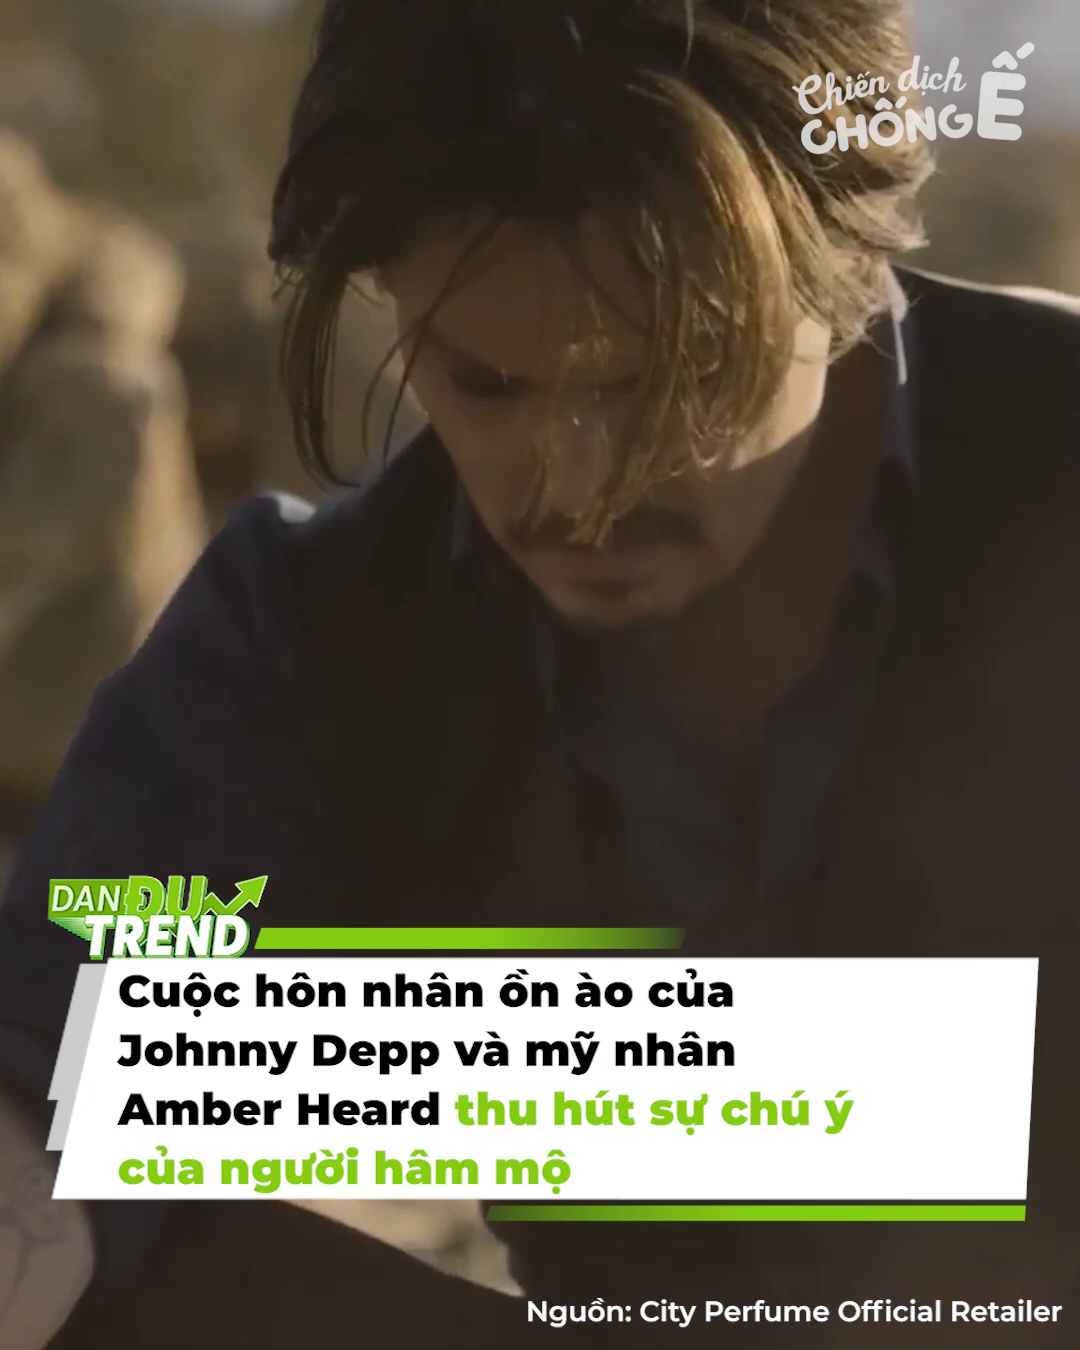 Chiến dịch
CHỐNG Ế
DAN ĐU
TREND
Cuộc hôn nhân ồn ào của
Johnny Depp và mỹ nhân
Amber Heard thu hút sự chú ý
của người hâm mộ
Nguồn: City Perfume Official Retailer